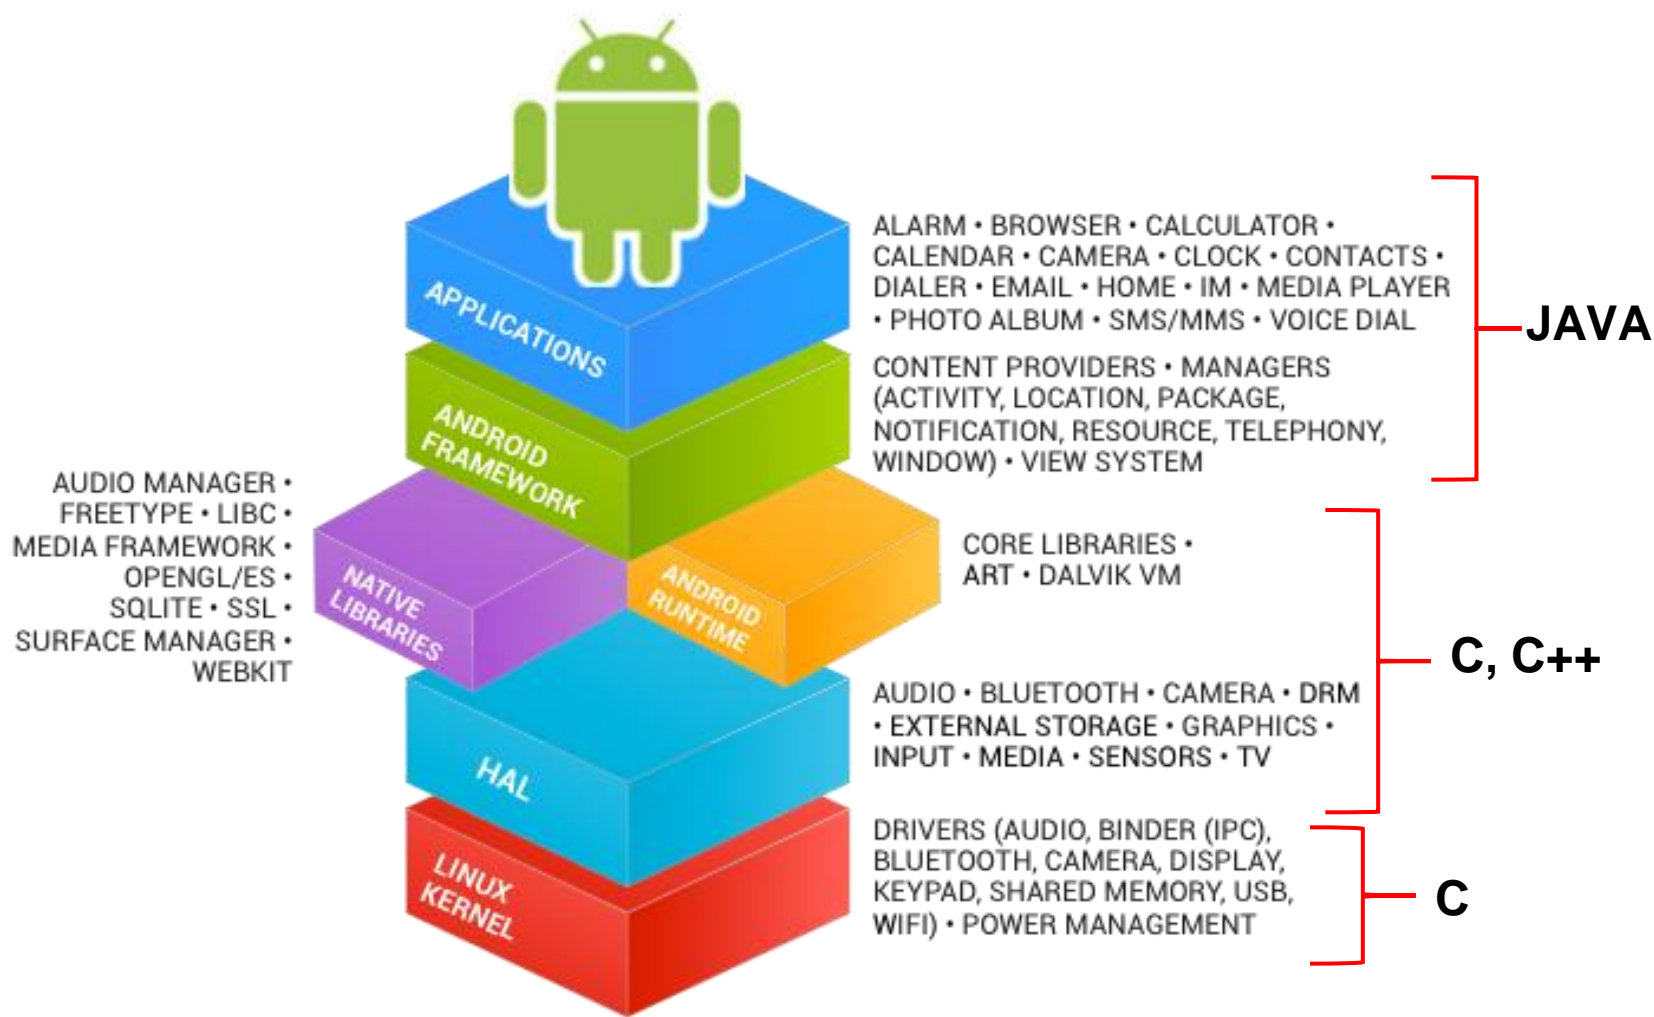 ALARM • BROWSER • CALCULATOR •
CALENDAR • CAMERA • CLOCK • CONTACTS •
DIALER • EMAIL • HOME • IM • MEDIA PLAYER
• PHOTO ALBUM • SMS/MMS • VOICE DIAL
APPLICATIONS
JAVA
CONTENT PROVIDERS • MANAGERS
(ACTIVITY, LOCATION, PACKAGE,
NOTIFICATION, RESOURCE, TELEPHONY,
WINDOW) • VIEW SYSTEM
ANDROID
FRAMEWORK
AUDIO MANAGER •
FREETYPE • LIBC •
MEDIA FRAMEWORK •
OPENGL/ES •
SQLITE • SSL •
SURFACE MANAGER •
WEBKIT
NATIVE
LIBRARIES
ANDROID
RUNTIME
CORE LIBRARIES •
ART • DALVIK VM
C, C++
HAL
AUDIO • BLUETOOTH • CAMERA • DRM
• EXTERNAL STORAGE • GRAPHICS •
INPUT • MEDIA • SENSORS • TV
LINUX
KERNEL
DRIVERS (AUDIO, BINDER (IPC),
BLUETOOTH, CAMERA, DISPLAY,
KEYPAD, SHARED MEMORY, USB,
WIFI) • POWER MANAGEMENT
C